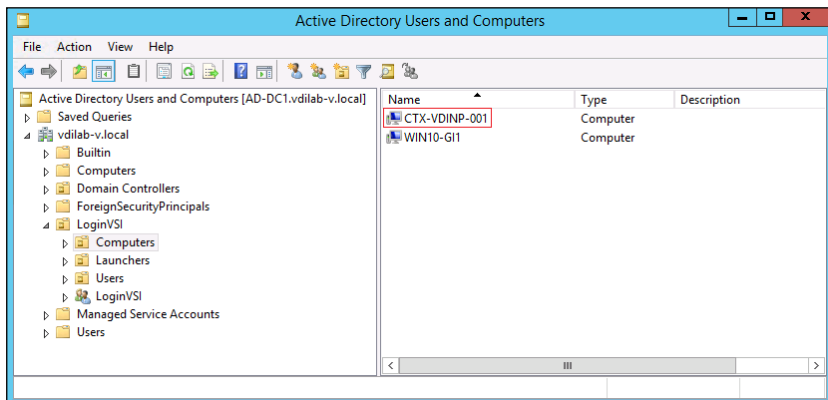 Active Directory Users and Computers
File Action View Help
Active Directory Users and Computers [AD-DC1.vdilab-v.local]
Saved Queries
vdilab-v.local
Builtin
Computers
Domain Controllers
ForeignSecurityPrincipals
LoginVSI
Computers
Launchers
Users
LoginVSI
Managed Service Accounts
Users
Name Type Description
CTX-VDINP-001 Computer
WIN10-GI1 Computer